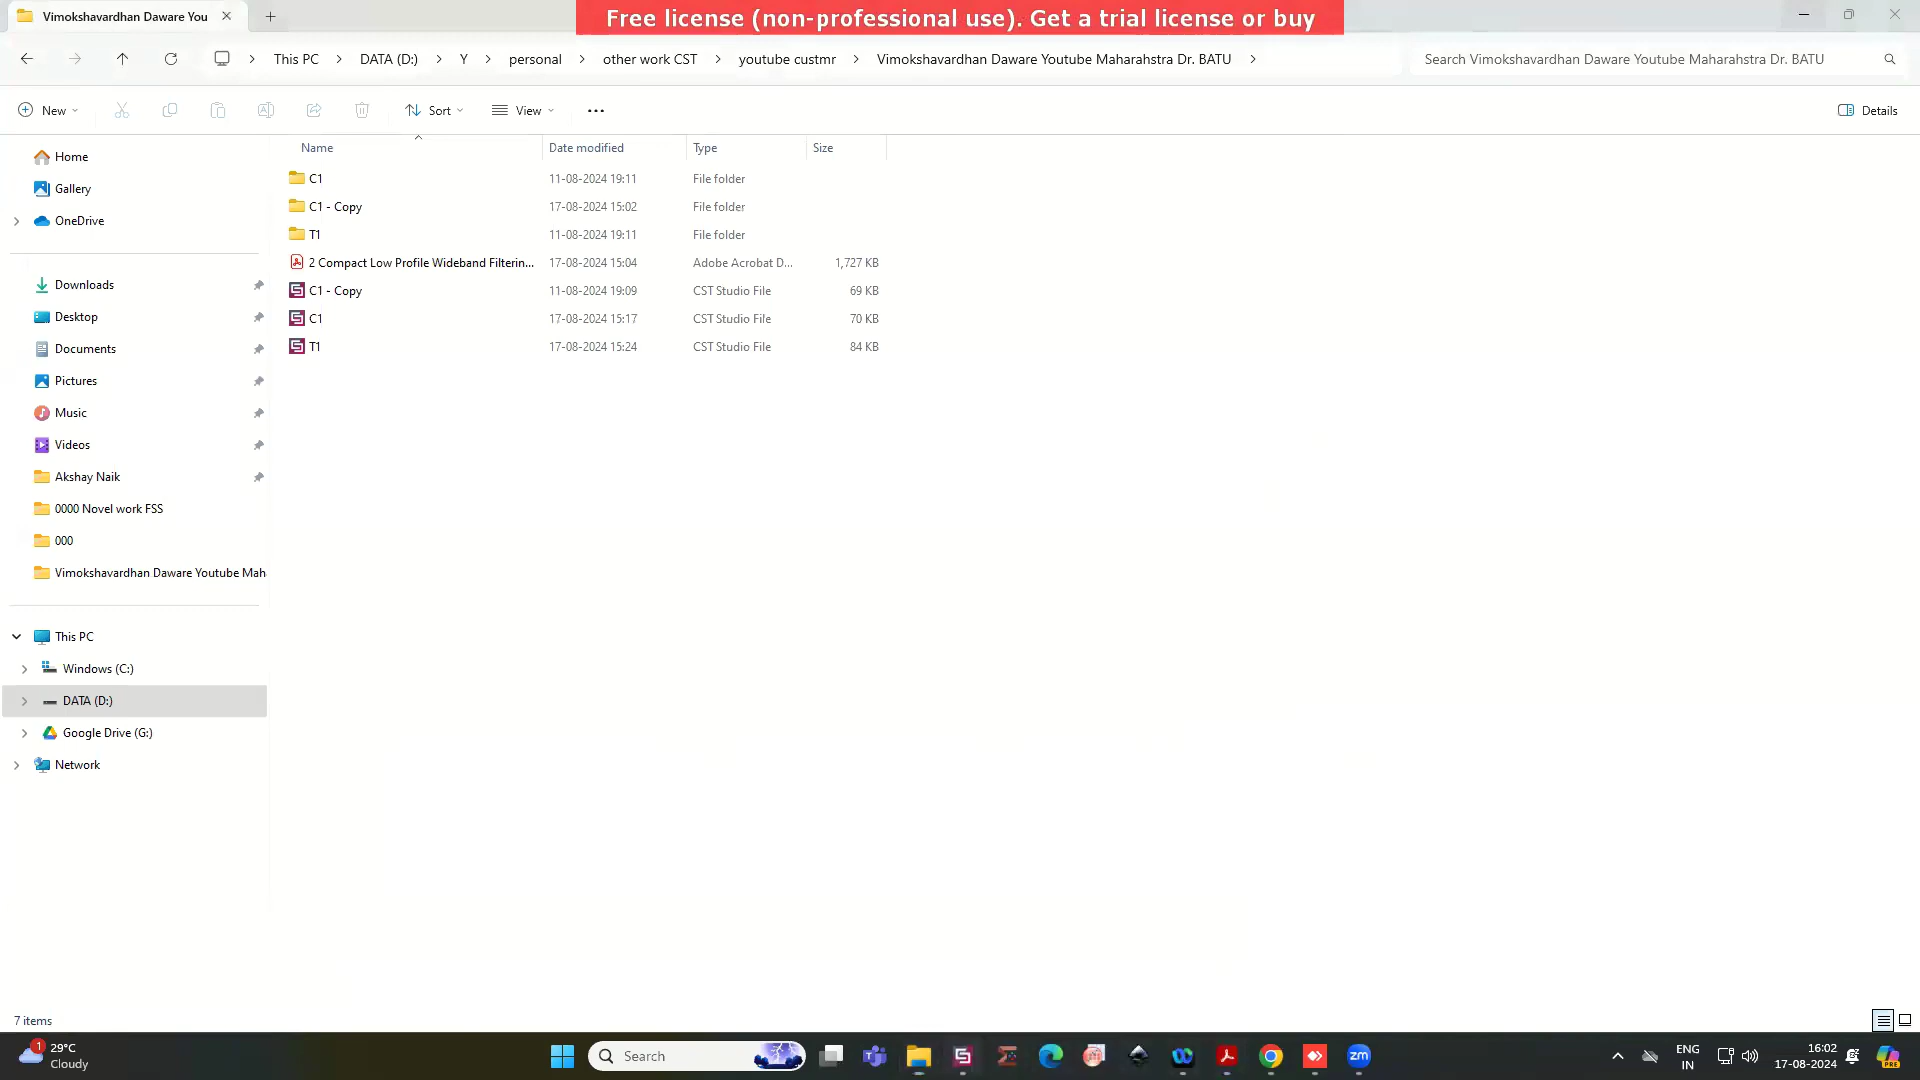 Vimokshavardhan Daware You
Free license (non-professional use). Get a trial license or buy
This PC > DATA (D:) > Y > personal > other work CST > youtube custmr > Vimokshavardhan Daware Youtube Maharahstra Dr. BATU >
Search Vimokshavardhan Daware Youtube Maharahstra Dr. BATU
New
Sort
View
Details
Name Date modified Type Size
C1 11-08-2024 19:11 File folder
C1 - Copy 17-08-2024 15:02 File folder
T1 11-08-2024 19:11 File folder
2 Compact Low Profile Wideband Filterin... 17-08-2024 15:04 Adobe Acrobat D... 1,727 KB
C1 - Copy 11-08-2024 19:09 CST Studio File 69 KB
C1 17-08-2024 15:17 CST Studio File 70 KB
T1 17-08-2024 15:24 CST Studio File 84 KB
Home
Gallery
OneDrive
Downloads
Desktop
Documents
Pictures
Music
Videos
Akshay Naik
0000 Novel work FSS
000
Vimokshavardhan Daware Youtube Mah
This PC
Windows (C:)
DATA (D:)
Google Drive (G:)
Network
7 items
1
29°C
Cloudy
Search
zm
ENG
IN
16:02
17-08-2024
PRE